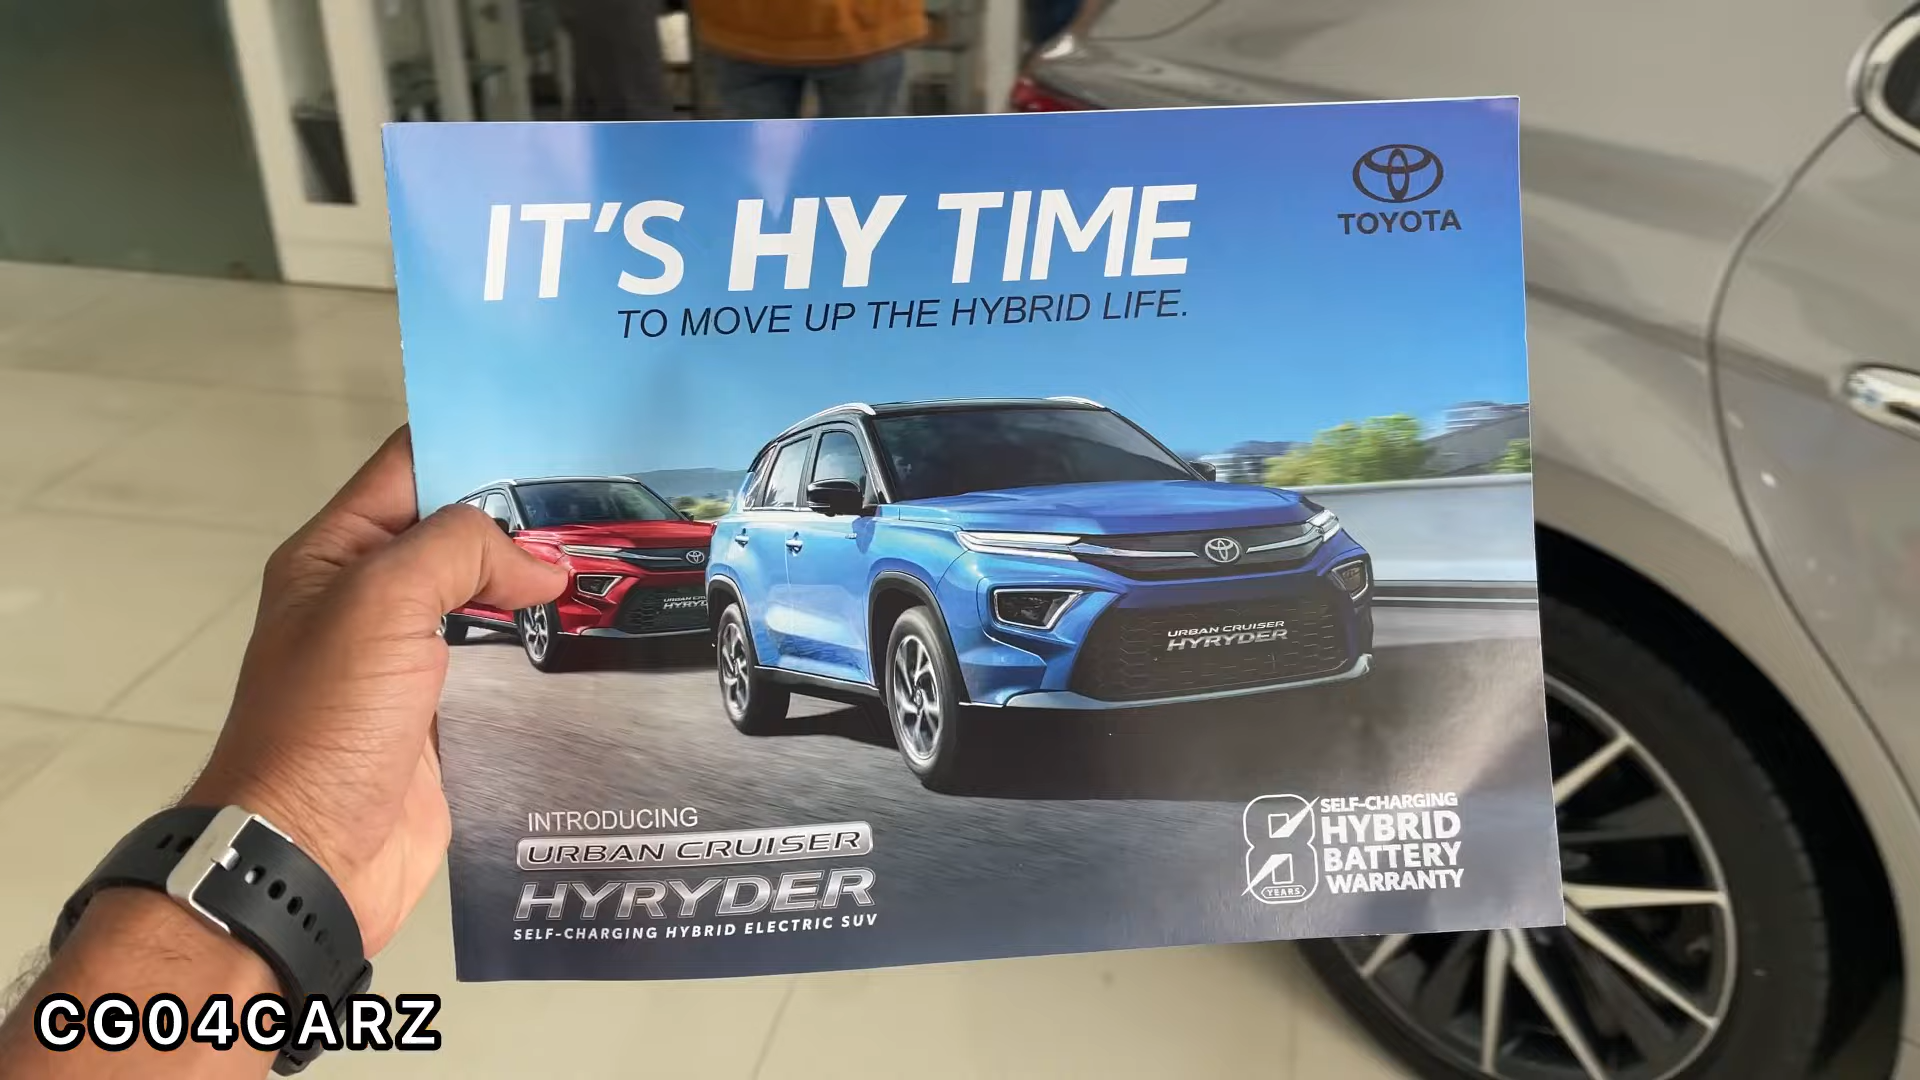 IT'S HY TIME
TO MOVE UP THE HYBRID LIFE.
TOYOTA
URBAN CRUISER
HYRYDER
INTRODUCING
URBAN CRUISER
HYRYDER
SELF-CHARGING HYBRID ELECTRIC SUV
8 YEARS
SELF-CHARGING
HYBRID
BATTERY
WARRANTY
CG04CARZ